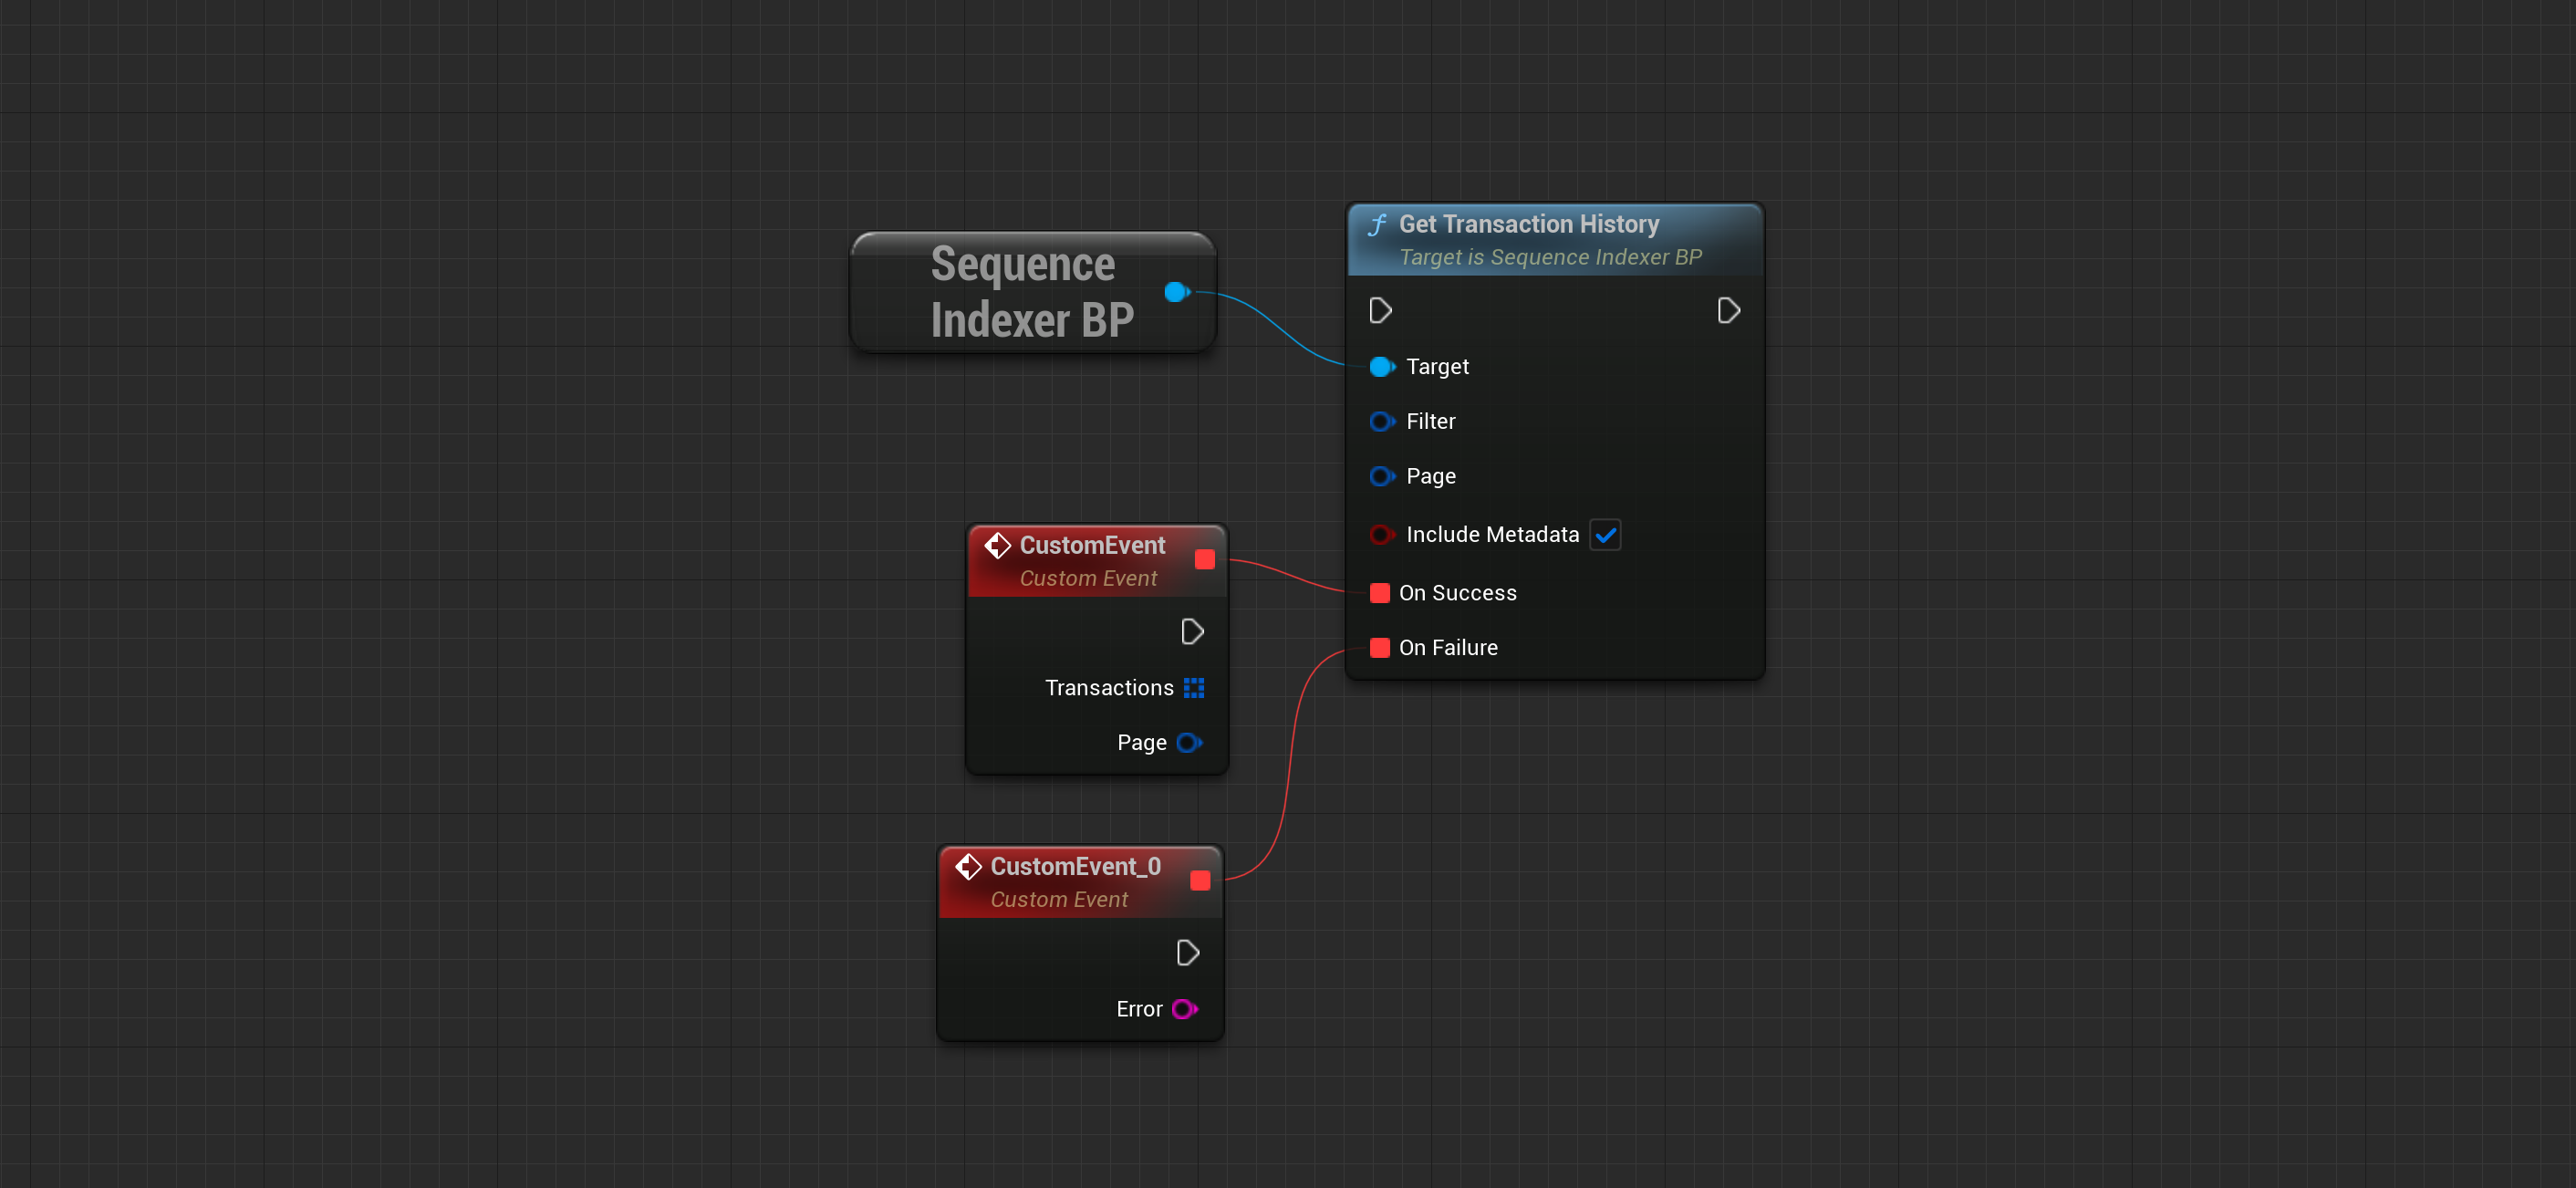 Sequence
Indexer BP
Get Transaction History
Target is Sequence Indexer BP
Target
Filter
Page
Include Metadata
On Success
On Failure
CustomEvent
Custom Event
Transactions
Page
CustomEvent_0
Custom Event
Error